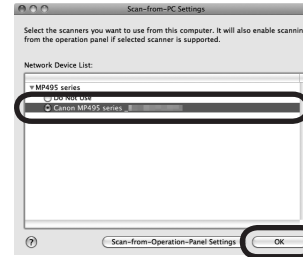 Scan-from-PC Settings
Select the scanners you want to use from this computer. It will also enable scannin
from the operation panel if selected scanner is supported.
Network Device List:
MP495 series
Do Not Use
Canon MP495 series _
?
Scan-from-Operation-Panel Settings
OK